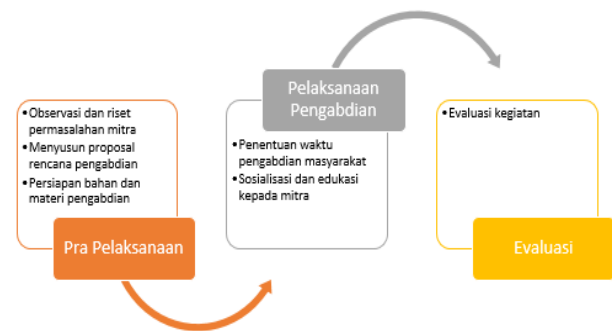 •Observasi dan riset
permasalahan mitra
•Menyusun proposal
rencana pengabdian
•Persiapan bahan dan
materi pengabdian
Pra Pelaksanaan
Pelaksanaan
Pengabdian
•Penentuan waktu
pengabdian masyarakat
•Sosialisasi dan edukasi
kepada mitra
•Evaluasi kegiatan
Evaluasi